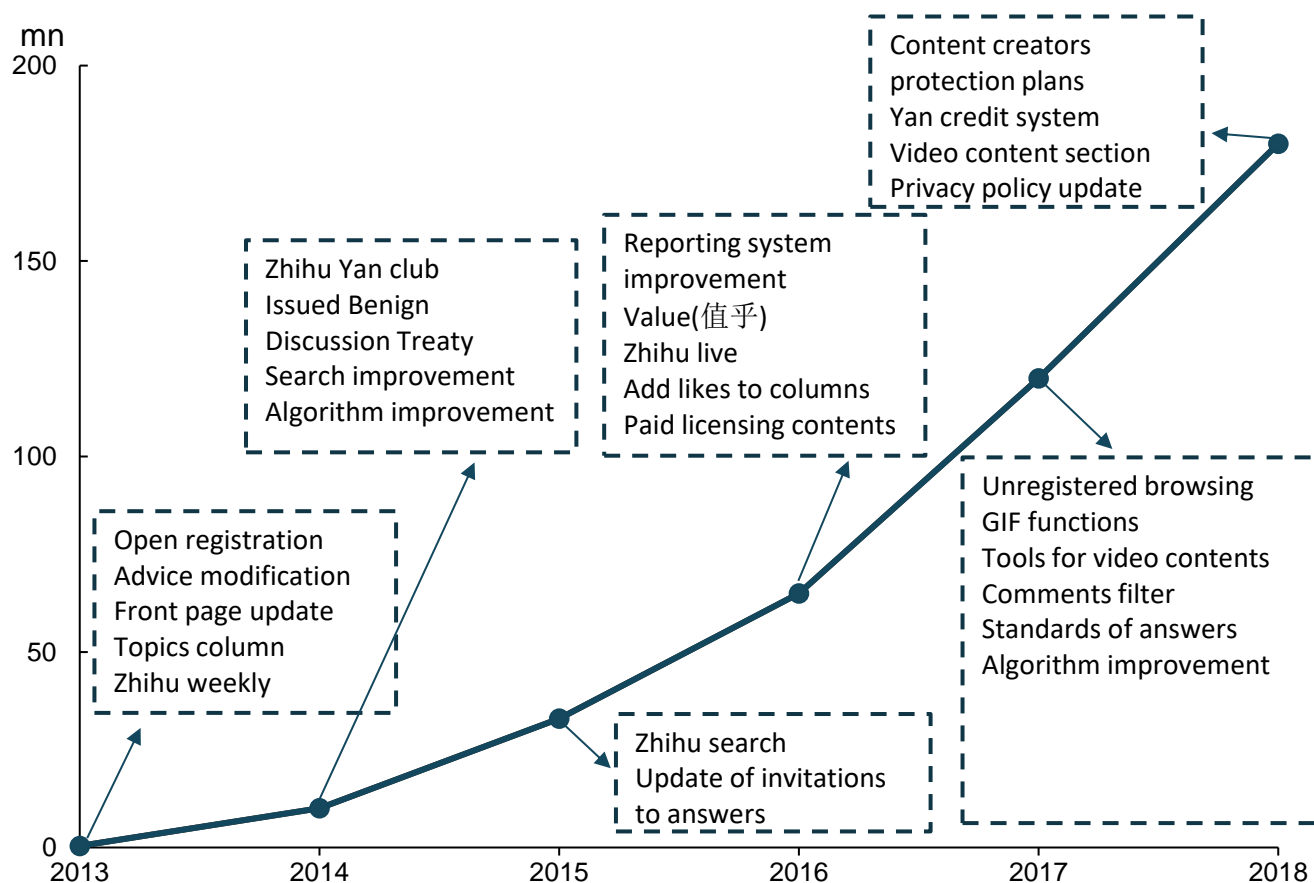 mn
200
150
100
50
0
2013
2014
2015
2016
2017
2018
Open registration
Advice modification
Front page update
Topics column
Zhihu weekly
Zhihu Yan club
Issued Benign
Discussion Treaty
Search improvement
Algorithm improvement
Zhihu search
Update of invitations
to answers
Reporting system
improvement
Value(值乎)
Zhihu live
Add likes to columns
Paid licensing contents
Unregistered browsing
GIF functions
Tools for video contents
Comments filter
Standards of answers
Algorithm improvement
Content creators
protection plans
Yan credit system
Video content section
Privacy policy update